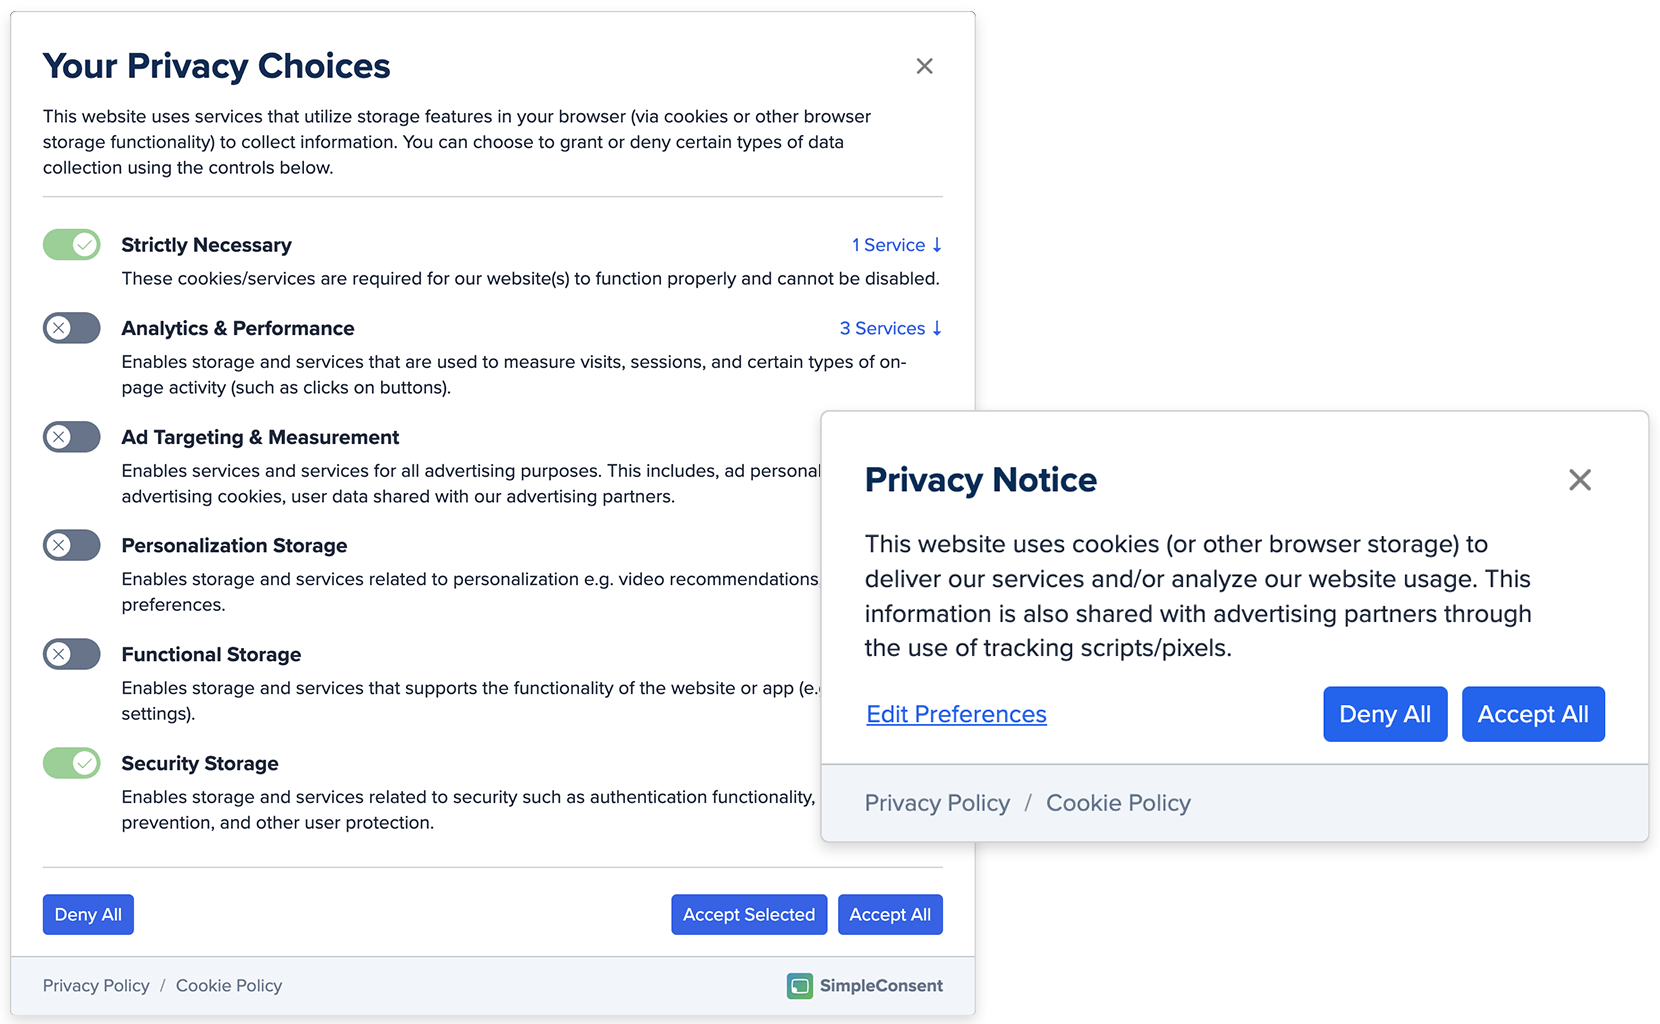 Your Privacy Choices
This website uses services that utilize storage features in your browser (via cookies or other browser
storage functionality) to collect information. You can choose to grant or deny certain types of data
collection using the controls below.
Strictly Necessary
1 Service ↓
These cookies/services are required for our website(s) to function properly and cannot be disabled.
Analytics & Performance
3 Services ↓
Enables storage and services that are used to measure visits, sessions, and certain types of on-
page activity (such as clicks on buttons).
Ad Targeting & Measurement
Enables services and services for all advertising purposes. This includes, ad personal
advertising cookies, user data shared with our advertising partners.
Personalization Storage
Enables storage and services related to personalization e.g. video recommendations
preferences.
Functional Storage
Enables storage and services that supports the functionality of the website or app (e.
settings).
Security Storage
Enables storage and services related to security such as authentication functionality,
prevention, and other user protection.
Deny All
Accept Selected
Accept All
Privacy Policy / Cookie Policy
SimpleConsent
Privacy Notice
This website uses cookies (or other browser storage) to
deliver our services and/or analyze our website usage. This
information is also shared with advertising partners through
the use of tracking scripts/pixels.
Edit Preferences
Deny All
Accept All
Privacy Policy / Cookie Policy